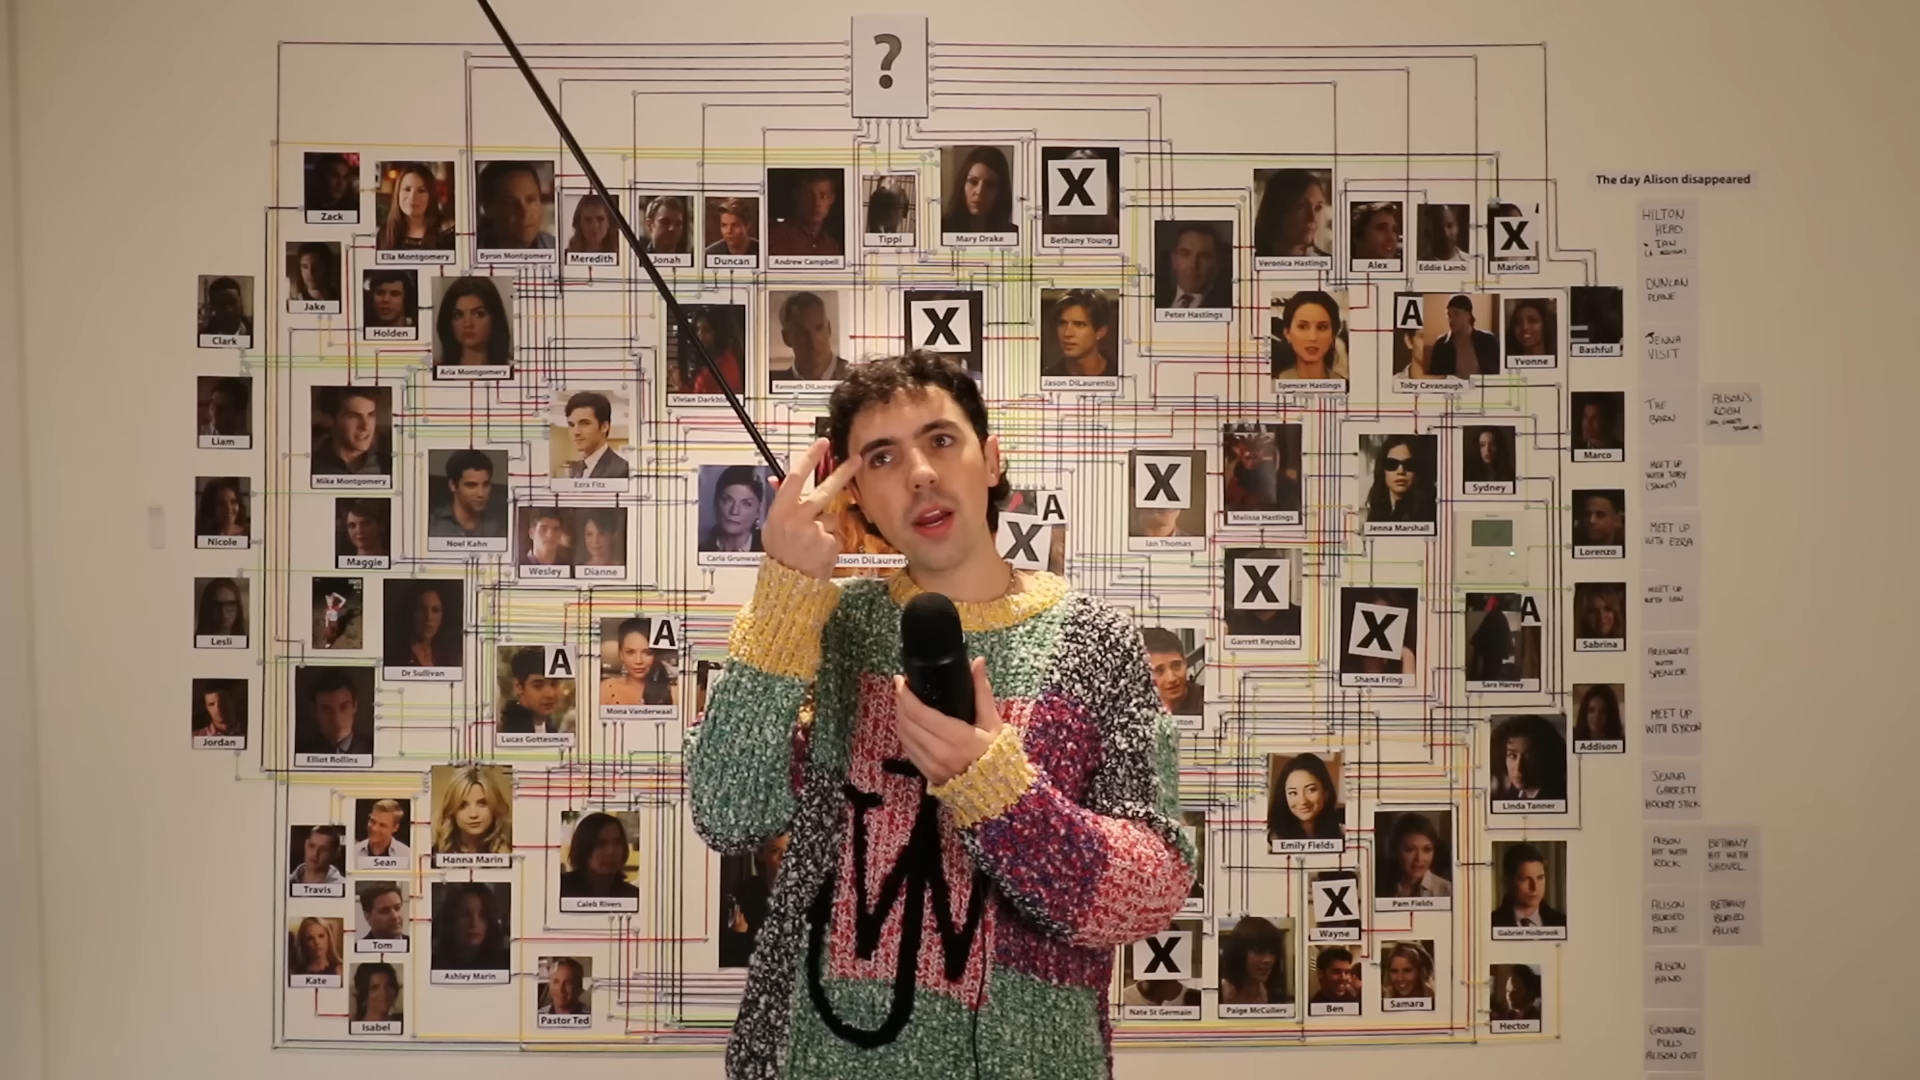 ?
The day Alison disappeared
Zack
Ella Montgomery
Byron Montgomery
Meredith
Jonah
Duncan
Andrew Campbell
Tippi
Mary Drake
X
Bethany Young
Veronica Hastings
Alex
Eddie Lamb
X
Marion
HILTON
HEAD
• IAN
Jake
Holden
Clark
Aria Montgomery
X
Jason DiLaurentis
Peter Hastings
Spencer Hastings
A
Toby Cavanaugh
Yvonne
Bashful
DUNCAN
PLANE
JENNA
VISIT
Liam
Mike Montgomery
Ezra Fitz
Marco
THE
BARN
ALISON'S
ROOM
Nicole
Maggie
Noel Kahn
Wesley
Dianne
Carla Grunwald
A
X
X
Ian Thomas
Melissa Hastings
Jenna Marshall
Sydney
Lorenzo
MEET UP
WITH TOBY
MEET UP
WITH EZRA
Lesli
Dr Sullivan
X
Garrett Reynolds
X
Shana Fring
A
Sara Harvey
Sabrina
MEET UP
WITH IAN
ARGUMENT
WITH
SPENCER
Jordan
Elliot Rollins
A
Lucas Gottesman
A
Mona Vanderwaal
Linda Tanner
Addison
MEET UP
WITH BYRON
JENNA
GARRETT
HOCKEY STICK
Travis
Sean
Hanna Marin
Caleb Rivers
Emily Fields
Pam Fields
Gabriel Holbrook
ALISON
HIT WITH
ROCK
BETHANY
HIT WITH
SHOVEL
Kate
Tom
Isabel
Ashley Marin
Pastor Ted
X
Nate St Germain
Paige McCullers
X
Wayne
Ben
Samara
Hector
ALISON
BURIED
ALIVE
BETHANY
BURIED
ALIVE
ALISON
HAND
GRUNWALD
PULLS
ALISON OUT